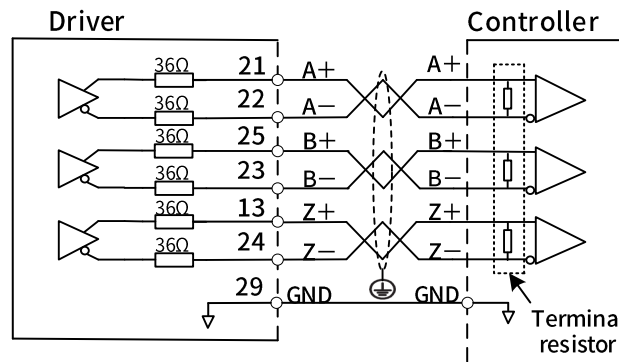 Driver
Controller
36Ω 21 A+ A+
36Ω 22 A− A−
36Ω 25 B+ B+
36Ω 23 B− B−
36Ω 13 Z+ Z+
36Ω 24 Z− Z−
29 GND GND
Termina
resistor